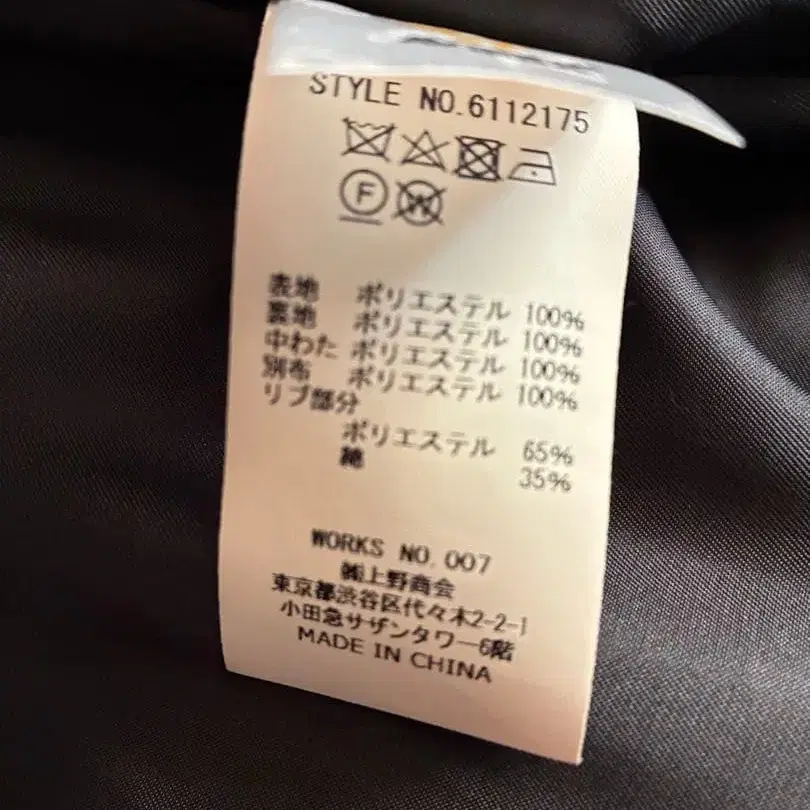 STYLE NO.6112175
F W
表地 ポリエステル 100%
裏地 ポリエステル 100%
中わた ポリエステル 100%
別布 ポリエステル 100%
リブ部分
ポリエステル 65%
綿 35%
WORKS NO.007
㈱上野商会
東京都渋谷区代々木2-2-1
小田急サザンタワー6階
MADE IN CHINA